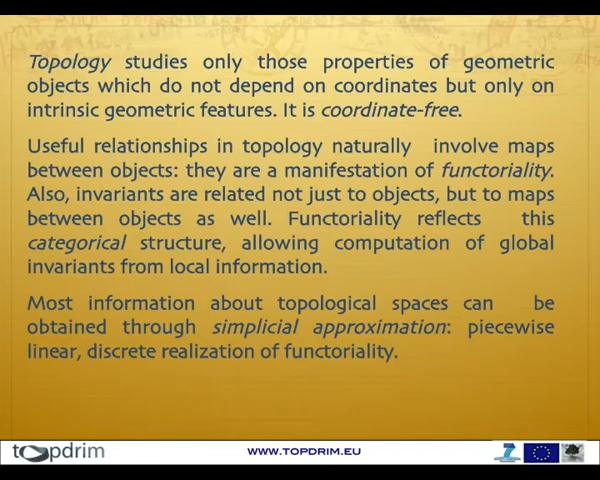 Topology studies only those properties of geometric
objects which do not depend on coordinates but only on
intrinsic geometric features. It is coordinate-free.
Useful relationships in topology naturally involve maps
between objects: they are a manifestation of functoriality.
Also, invariants are related not just to objects, but to maps
between objects as well. Functoriality reflects this
categorical structure, allowing computation of global
invariants from local information.
Most information about topological spaces can be
obtained through simplicial approximation: piecewise
linear, discrete realization of functoriality.
topdrim
WWW.TOPDRIM.EU
7